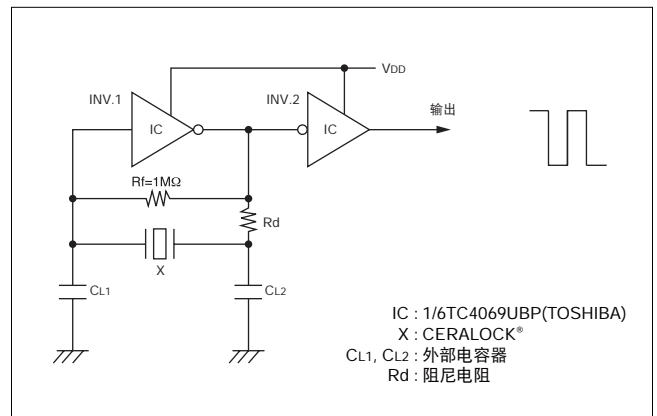 VDD
INV.1
INV.2
IC
IC
输出
Rf=1MΩ
Rd
X
CL1
CL2
IC : 1/6TC4069UBP(TOSHIBA)
X : CERALOCK®
CL1, CL2 : 外部电容器
Rd : 阻尼电阻